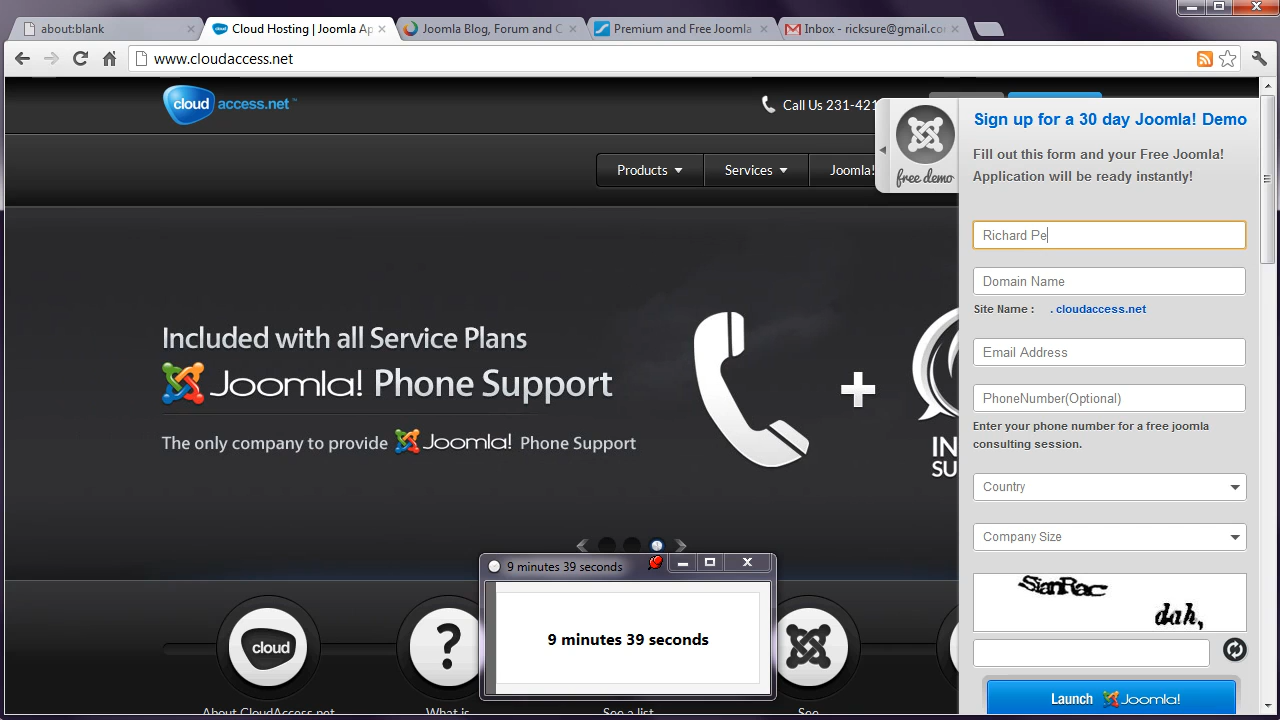 about:blank
Cloud Hosting | Joomla Ap
Joomla Blog, Forum and C
Premium and Free Joomla
Inbox - ricksure@gmail.co
www.cloudaccess.net
cloud access.net ™
Call Us 231-421
Products
Services
Joomla!
free demo
Sign up for a 30 day Joomla! Demo
Fill out this form and your Free Joomla!
Application will be ready instantly!
Richard Pe
Domain Name
Site Name : . cloudaccess.net
Email Address
PhoneNumber(Optional)
Enter your phone number for a free joomla
consulting session.
Country
Company Size
Launch Joomla!
Included with all Service Plans
Joomla! Phone Support
The only company to provide Joomla! Phone Support
9 minutes 39 seconds
9 minutes 39 seconds
cloud
?
About CloudAccess.net
What is
See a list
See